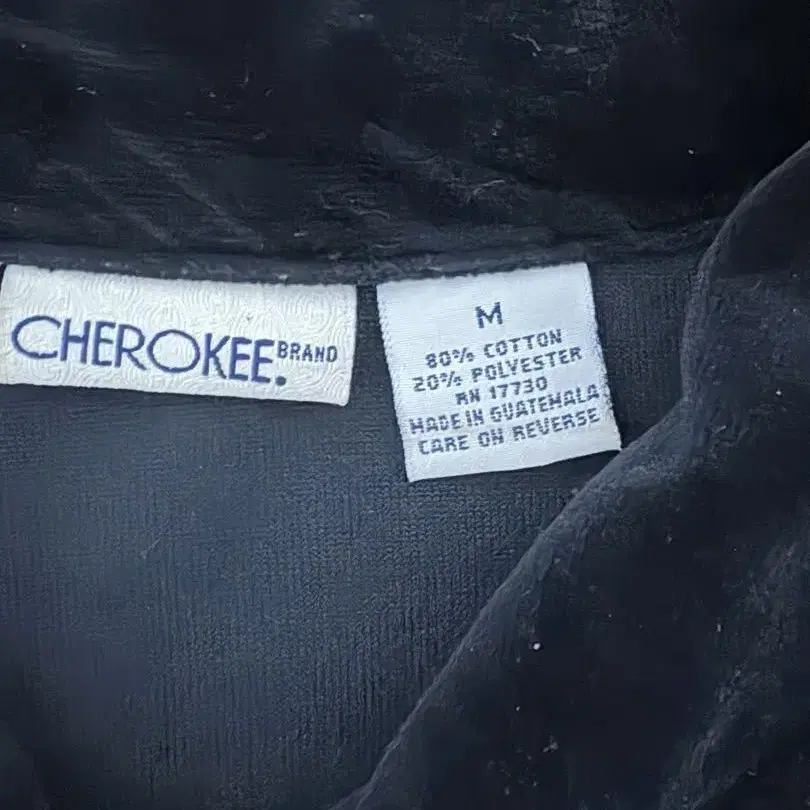 CHEROKEE. BRAND
M
80% COTTON
20% POLYESTER
RN 17730
MADE IN GUATEMALA
CARE ON REVERSE